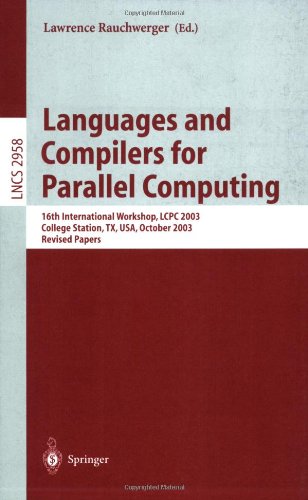 Lawrence Rauchwerger (Ed.)
LNCS 2958
Languages and
Compilers for
Parallel Computing
16th International Workshop, LCPC 2003
College Station, TX, USA, October 2003
Revised Papers
Springer